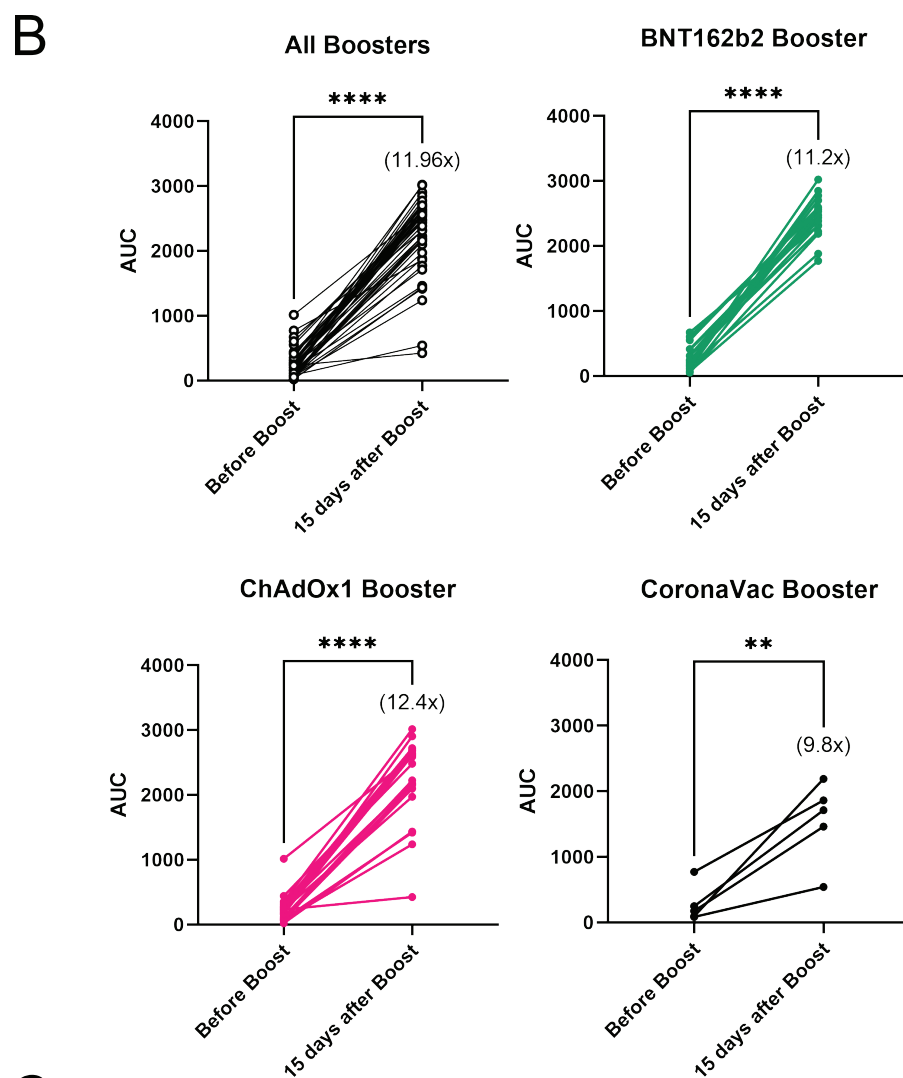 B
All Boosters
****
(11.96x)
4000
3000
2000
1000
0
AUC
Before Boost
15 days after Boost
BNT162b2 Booster
****
(11.2x)
4000
3000
2000
1000
0
AUC
Before Boost
15 days after Boost
ChAdOx1 Booster
****
(12.4x)
4000
3000
2000
1000
0
AUC
Before Boost
15 days after Boost
CoronaVac Booster
**
(9.8x)
4000
3000
2000
1000
0
AUC
Before Boost
15 days after Boost